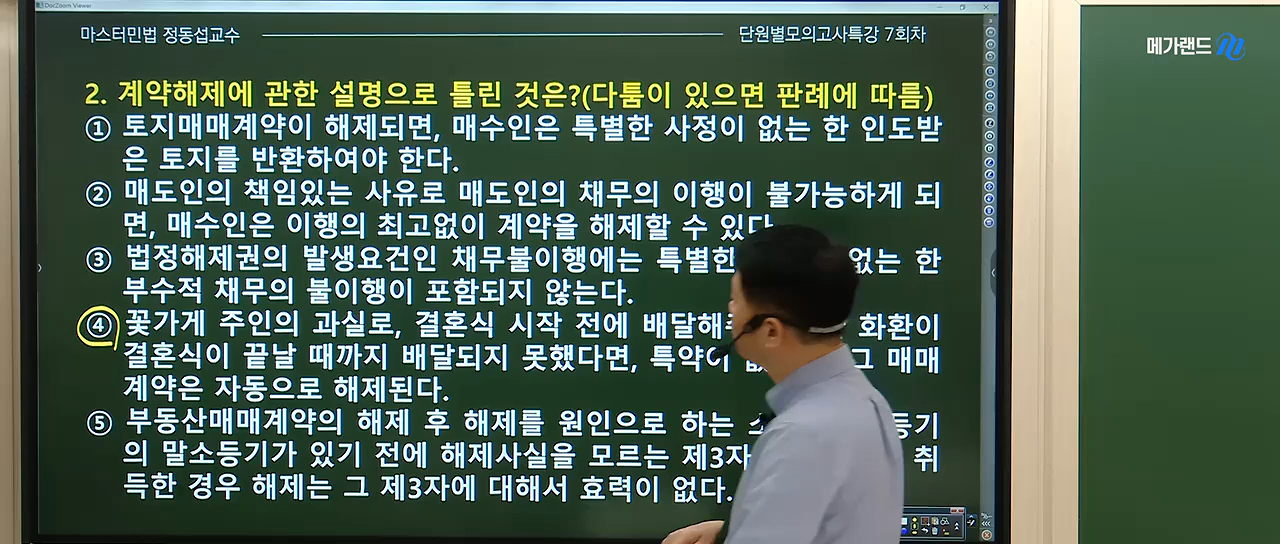 DocZoom Viewer
마스터민법 정동섭교수
단원별모의고사특강 7회차
메가랜드
2. 계약해제에 관한 설명으로 틀린 것은?(다툼이 있으면 판례에 따름)
① 토지매매계약이 해제되면, 매수인은 특별한 사정이 없는 한 인도받
은 토지를 반환하여야 한다.
② 매도인의 책임있는 사유로 매도인의 채무의 이행이 불가능하게 되
면, 매수인은 이행의 최고없이 계약을 해제할 수 있다
③ 법정해제권의 발생요건인 채무불이행에는 특별한 없는 한
부수적 채무의 불이행이 포함되지 않는다.
④ 꽃가게 주인의 과실로, 결혼식 시작 전에 배달해 화환이
결혼식이 끝날 때까지 배달되지 못했다면, 특약이 그 매매
계약은 자동으로 해제된다.
⑤ 부동산매매계약의 해제 후 해제를 원인으로 하는 등기
의 말소등기가 있기 전에 해제사실을 모르는 제3자 취
득한 경우 해제는 그 제3자에 대해서 효력이 없다.